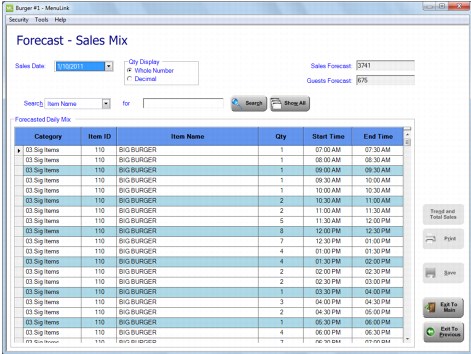 Burger #1 - MenuLink
Security Tools Help
Forecast - Sales Mix
Sales Date: 1/10/2011
Qty Display
Whole Number
Decimal
Sales Forecast: 3741
Guests Forecast: 675
Search Item Name for Search Show All
Forecasted Daily Mix
Category Item ID Item Name Qty Start Time End Time
03.Sig Items 110 BIG BURGER 1 07:00 AM 07:30 AM
03.Sig Items 110 BIG BURGER 1 08:00 AM 08:30 AM
03.Sig Items 110 BIG BURGER 1 09:00 AM 09:30 AM
03.Sig Items 110 BIG BURGER 1 09:30 AM 10:00 AM
03.Sig Items 110 BIG BURGER 1 10:00 AM 10:30 AM
03.Sig Items 110 BIG BURGER 2 10:30 AM 11:00 AM
03.Sig Items 110 BIG BURGER 2 11:00 AM 11:30 AM
03.Sig Items 110 BIG BURGER 5 11:30 AM 12:00 PM
03.Sig Items 110 BIG BURGER 8 12:00 PM 12:30 PM
03.Sig Items 110 BIG BURGER 7 12:30 PM 01:00 PM
03.Sig Items 110 BIG BURGER 4 01:00 PM 01:30 PM
03.Sig Items 110 BIG BURGER 4 01:30 PM 02:00 PM
03.Sig Items 110 BIG BURGER 2 02:00 PM 02:30 PM
03.Sig Items 110 BIG BURGER 2 02:30 PM 03:00 PM
03.Sig Items 110 BIG BURGER 1 03:30 PM 04:00 PM
03.Sig Items 110 BIG BURGER 3 04:00 PM 04:30 PM
03.Sig Items 110 BIG BURGER 2 04:30 PM 05:00 PM
03.Sig Items 110 BIG BURGER 1 05:30 PM 06:00 PM
03.Sig Items 110 BIG BURGER 4 06:00 PM 06:30 PM
03.Sig Items 110 BIG BURGER 7 06:30 PM 07:00 PM
Trend and
Total Sales
Print
Save
Exit To
Main
Exit To
Previous